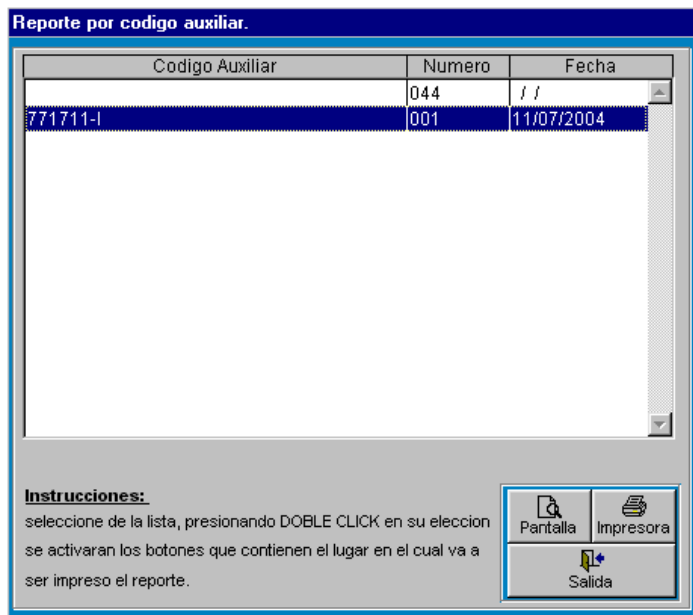 Reporte por codigo auxiliar.
Codigo Auxiliar Numero Fecha
044 / /
771711-I 001 11/07/2004
Instrucciones:
seleccione de la lista, presionando DOBLE CLICK en su eleccion
se activaran los botones que contienen el lugar en el cual va a
ser impreso el reporte.
Pantalla Impresora
Salida